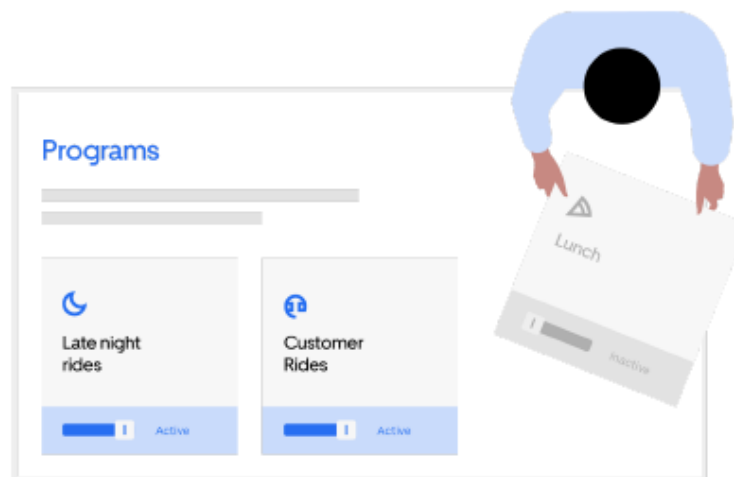 Programs
Late night
rides
Active
Customer
Rides
Active
Lunch
Inactive